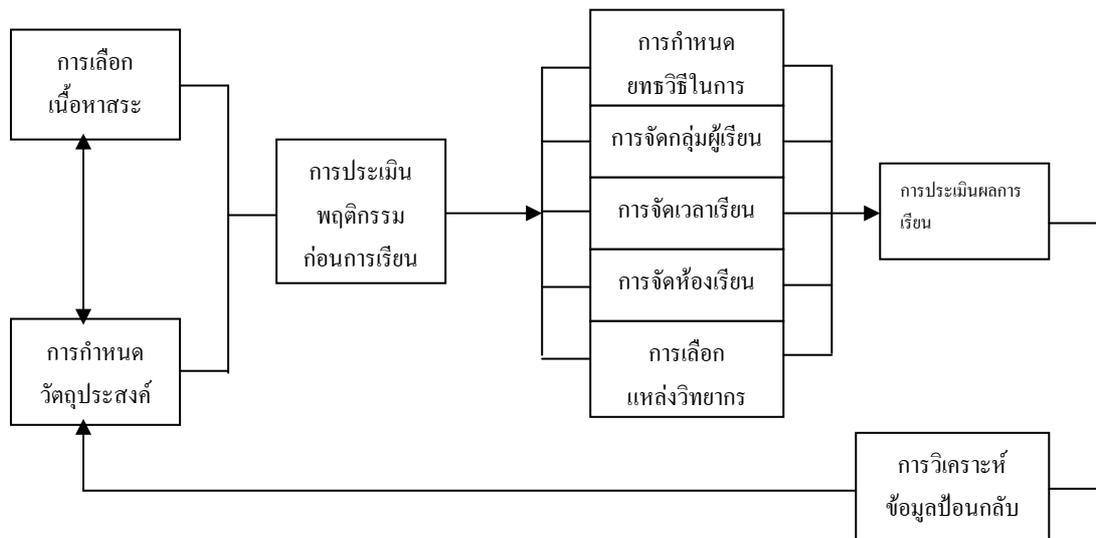 การเลือก
เนื้อหาสระ
การกำหนด
วัตถุประสงค์
การประเมิน
พฤติกรรม
ก่อนการเรียน
การกำหนด
ยทธวิธีในการ
การจัดกลุ่มผู้เรียน
การจัดเวลาเรียน
การจัดห้องเรียน
การเลือก
แหล่งวิทยากร
การประเมินผลการ
เรียน
การวิเคราะห์
ข้อมูลป้อนกลับ